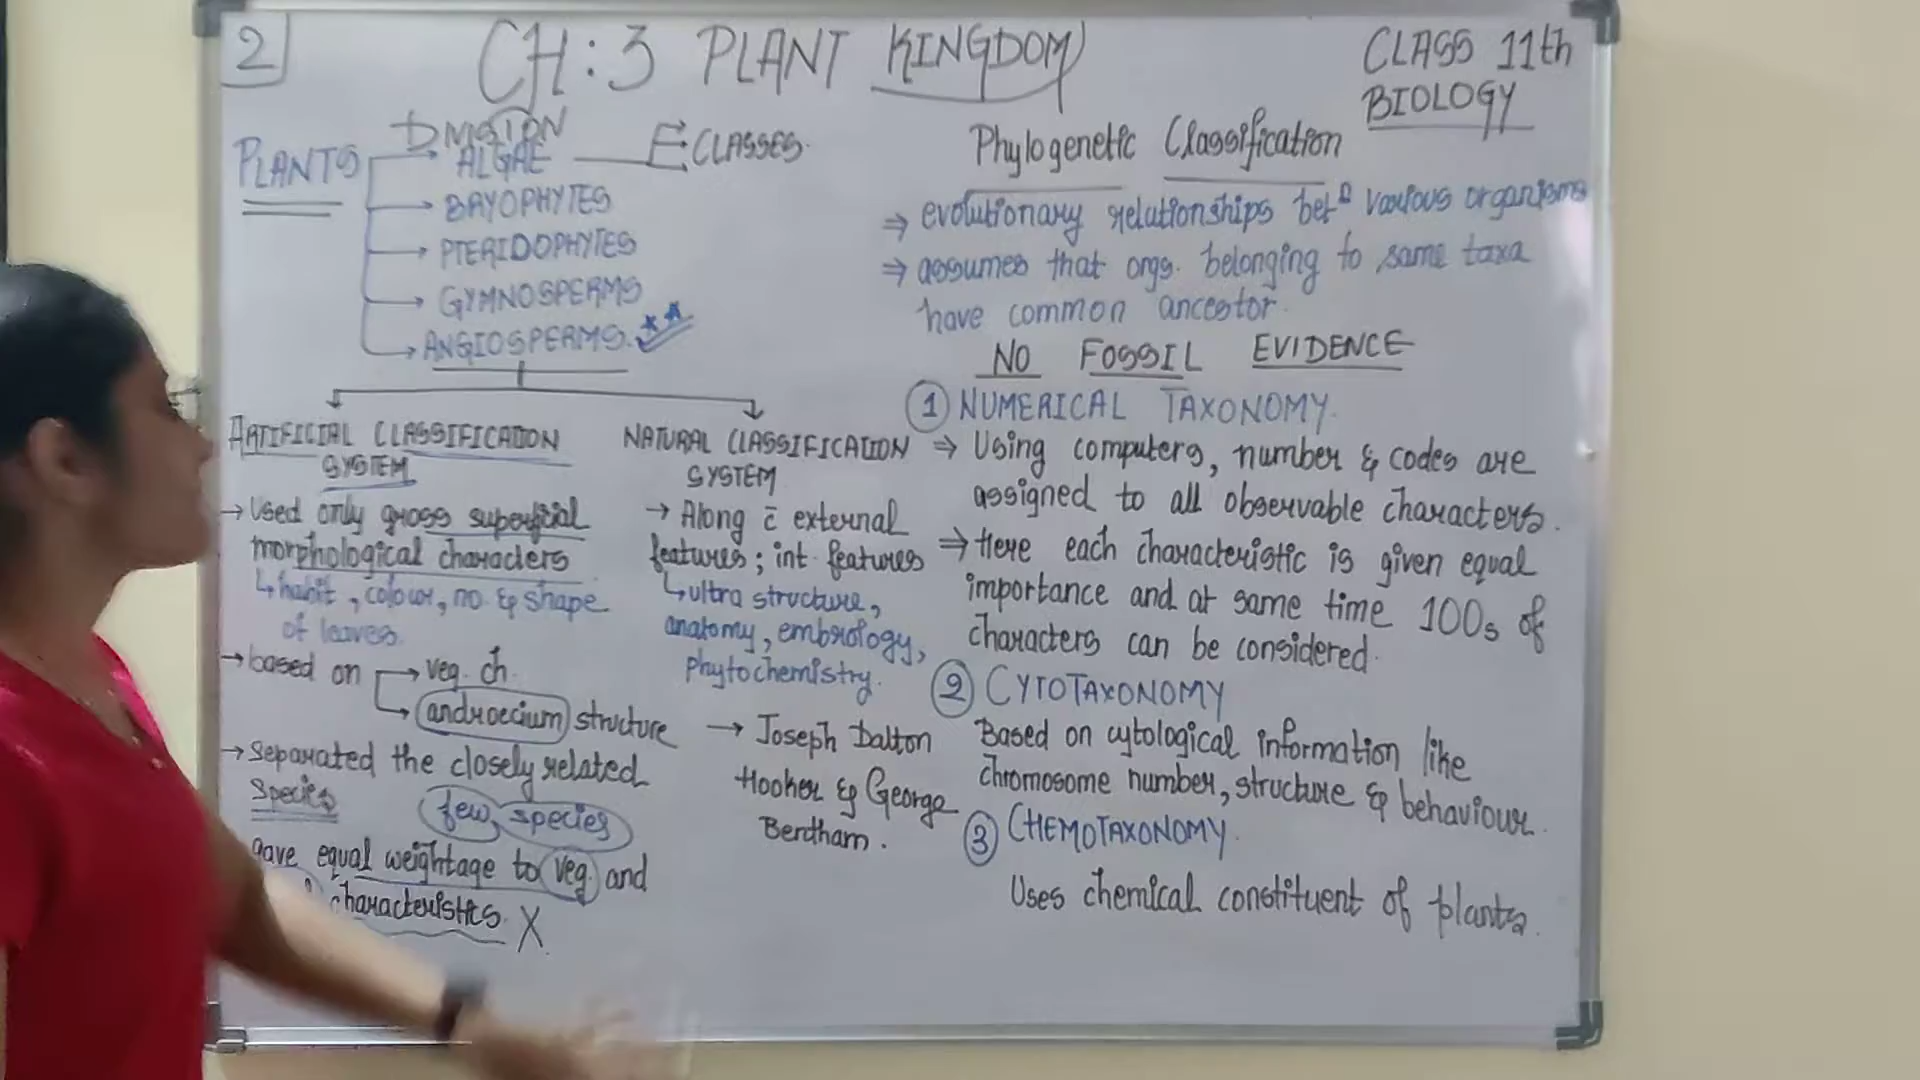 2
CH: 3 PLANT KINGDOM
CLASS 11th
BIOLOGY
PLANTS
DIVISION
ALGAE
CLASSES
BRYOPHYTES
PTERIDOPHYTES
GYMNOSPERMS
ANGIOSPERMS
ARTIFICIAL CLASSIFICATION
SYSTEM
→ Used only gross superficial
morphological characters
↳ habit, colour, no. & shape
of leaves.
→ based on → veg. ch.
→ androecium structure
→ Separated the closely related
Species
few species
gave equal weightage to veg. and
characteristics. X
NATURAL CLASSIFICATION
SYSTEM
→ Along c̄ external
features; int. features
↳ ultra structure,
anatomy, embrology,
Phytochemistry.
→ Joseph Dalton
Hooker & George
Bentham.
Phylogenetic Classification
⇒ evolutionary relationships betⁿ various organisms
⇒ assumes that orgs. belonging to same taxa
have common ancestor.
NO FOSSIL EVIDENCE
① NUMERICAL TAXONOMY.
⇒ Using computers, number & codes are
assigned to all observable characters.
⇒ Here each characteristic is given equal
importance and at same time 100s of
characters can be considered.
② CYTOTAXONOMY
Based on cytological information like
chromosome number, structure & behaviour.
③ CHEMOTAXONOMY.
Uses chemical constituent of plants.